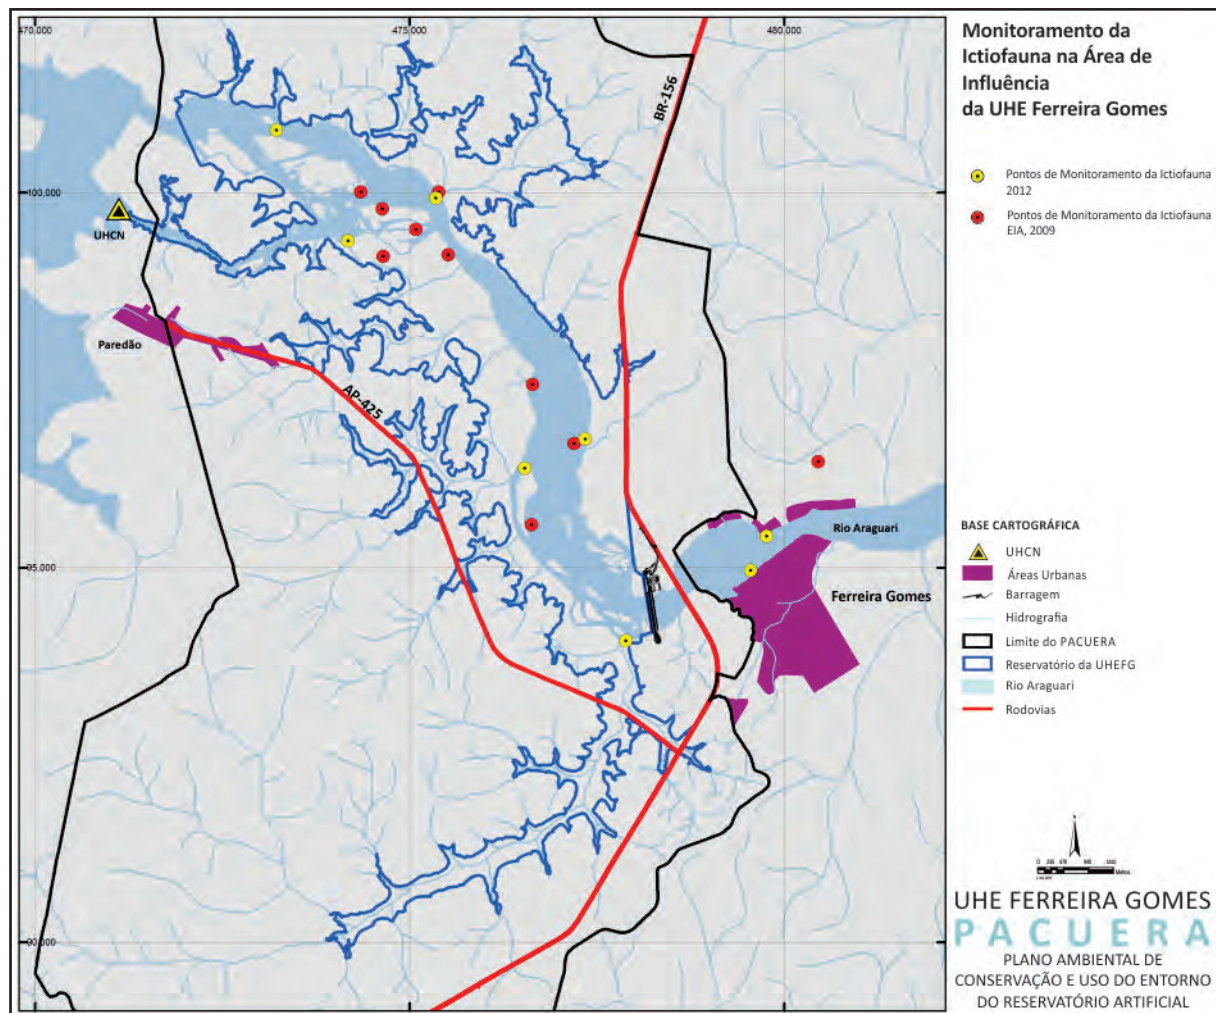 470,000
475,000
480,000
100,000
95,000
90,000
BR-156
AP-425
UHCN
Paredão
Rio Araguari
Ferreira Gomes
Monitoramento da
Ictiofauna na Área de
Influência
da UHE Ferreira Gomes
Pontos de Monitoramento da Ictiofauna
2012
Pontos de Monitoramento da Ictiofauna
EIA, 2009
BASE CARTOGRÁFICA
UHCN
Áreas Urbanas
Barragem
Hidrografia
Limite do PACUERA
Reservatório da UHEFG
Rio Araguari
Rodovias
Metros
UHE FERREIRA GOMES
PACUERA
PLANO AMBIENTAL DE
CONSERVAÇÃO E USO DO ENTORNO
DO RESERVATÓRIO ARTIFICIAL